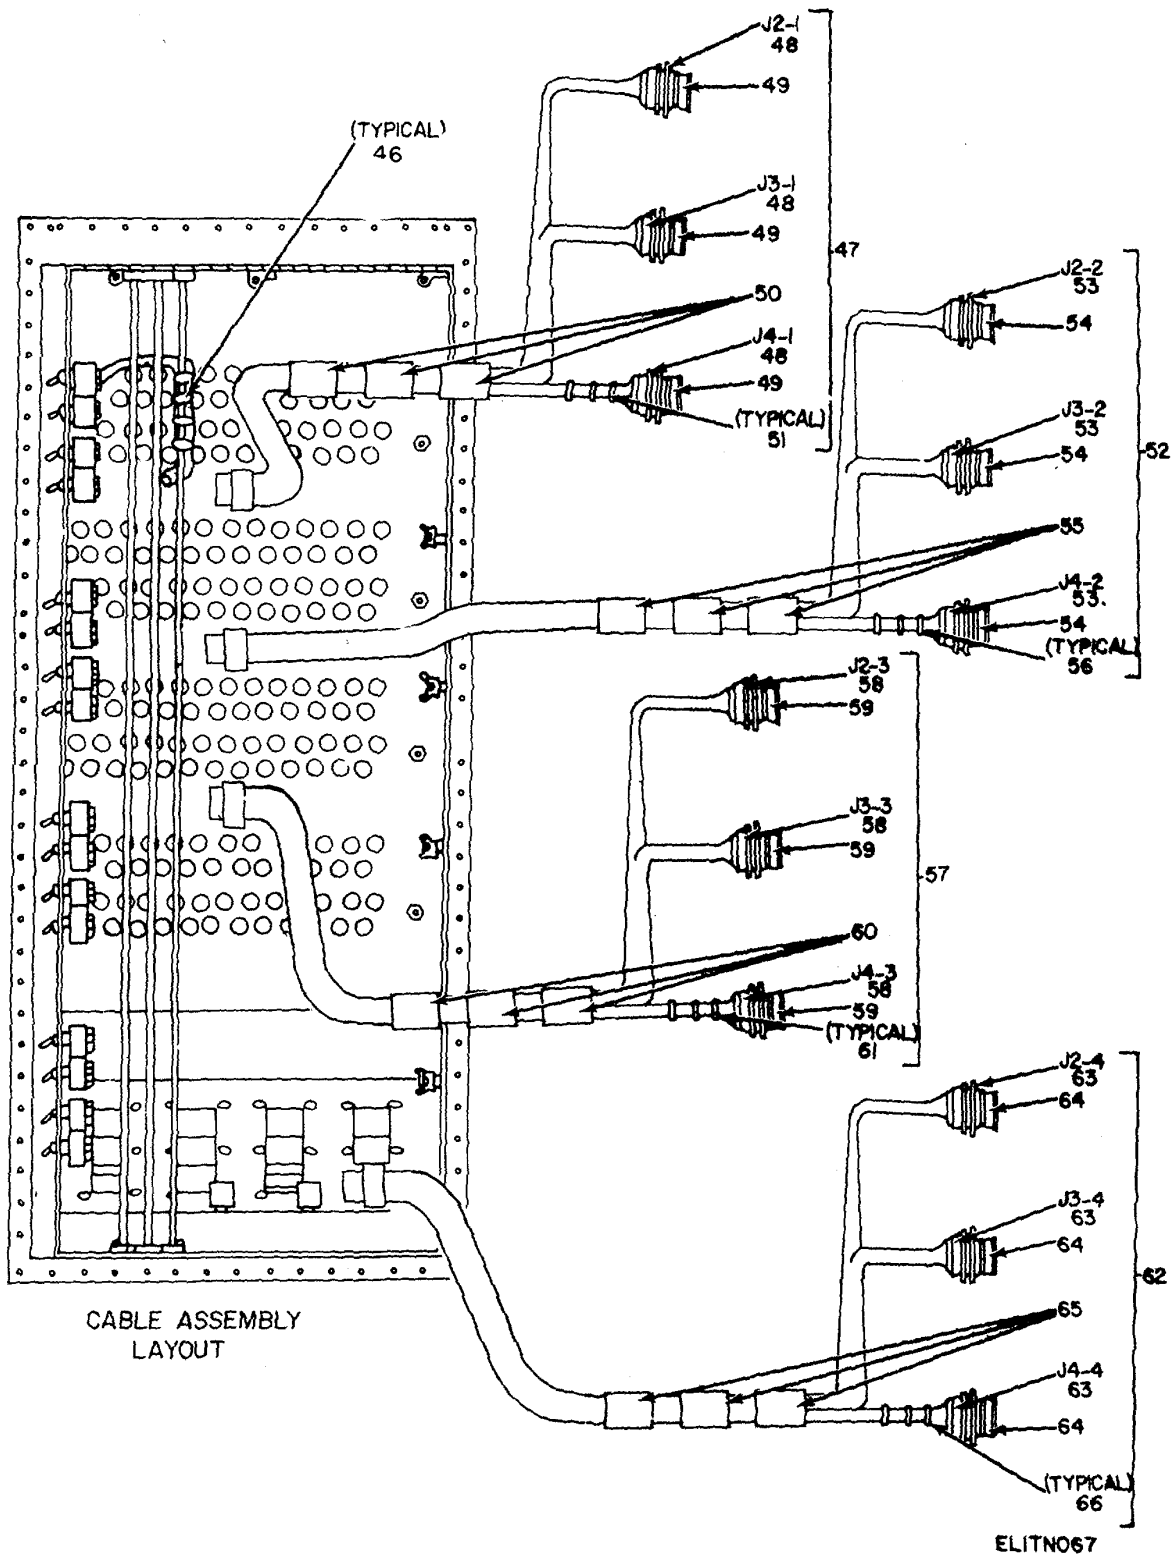 J2-1
48
49
(TYPICAL)
46
J3-1
48
49
47
50
J4-1
48
49
(TYPICAL)
51
J2-2
53
54
J3-2
53
54
52
55
J4-2
53.
54
(TYPICAL)
56
J2-3
58
59
J3-3
58
59
57
60
J4-3
58
59
(TYPICAL)
61
J2-4
63
64
J3-4
63
64
62
65
J4-4
63
64
(TYPICAL)
66
CABLE ASSEMBLY
LAYOUT
ELITN067